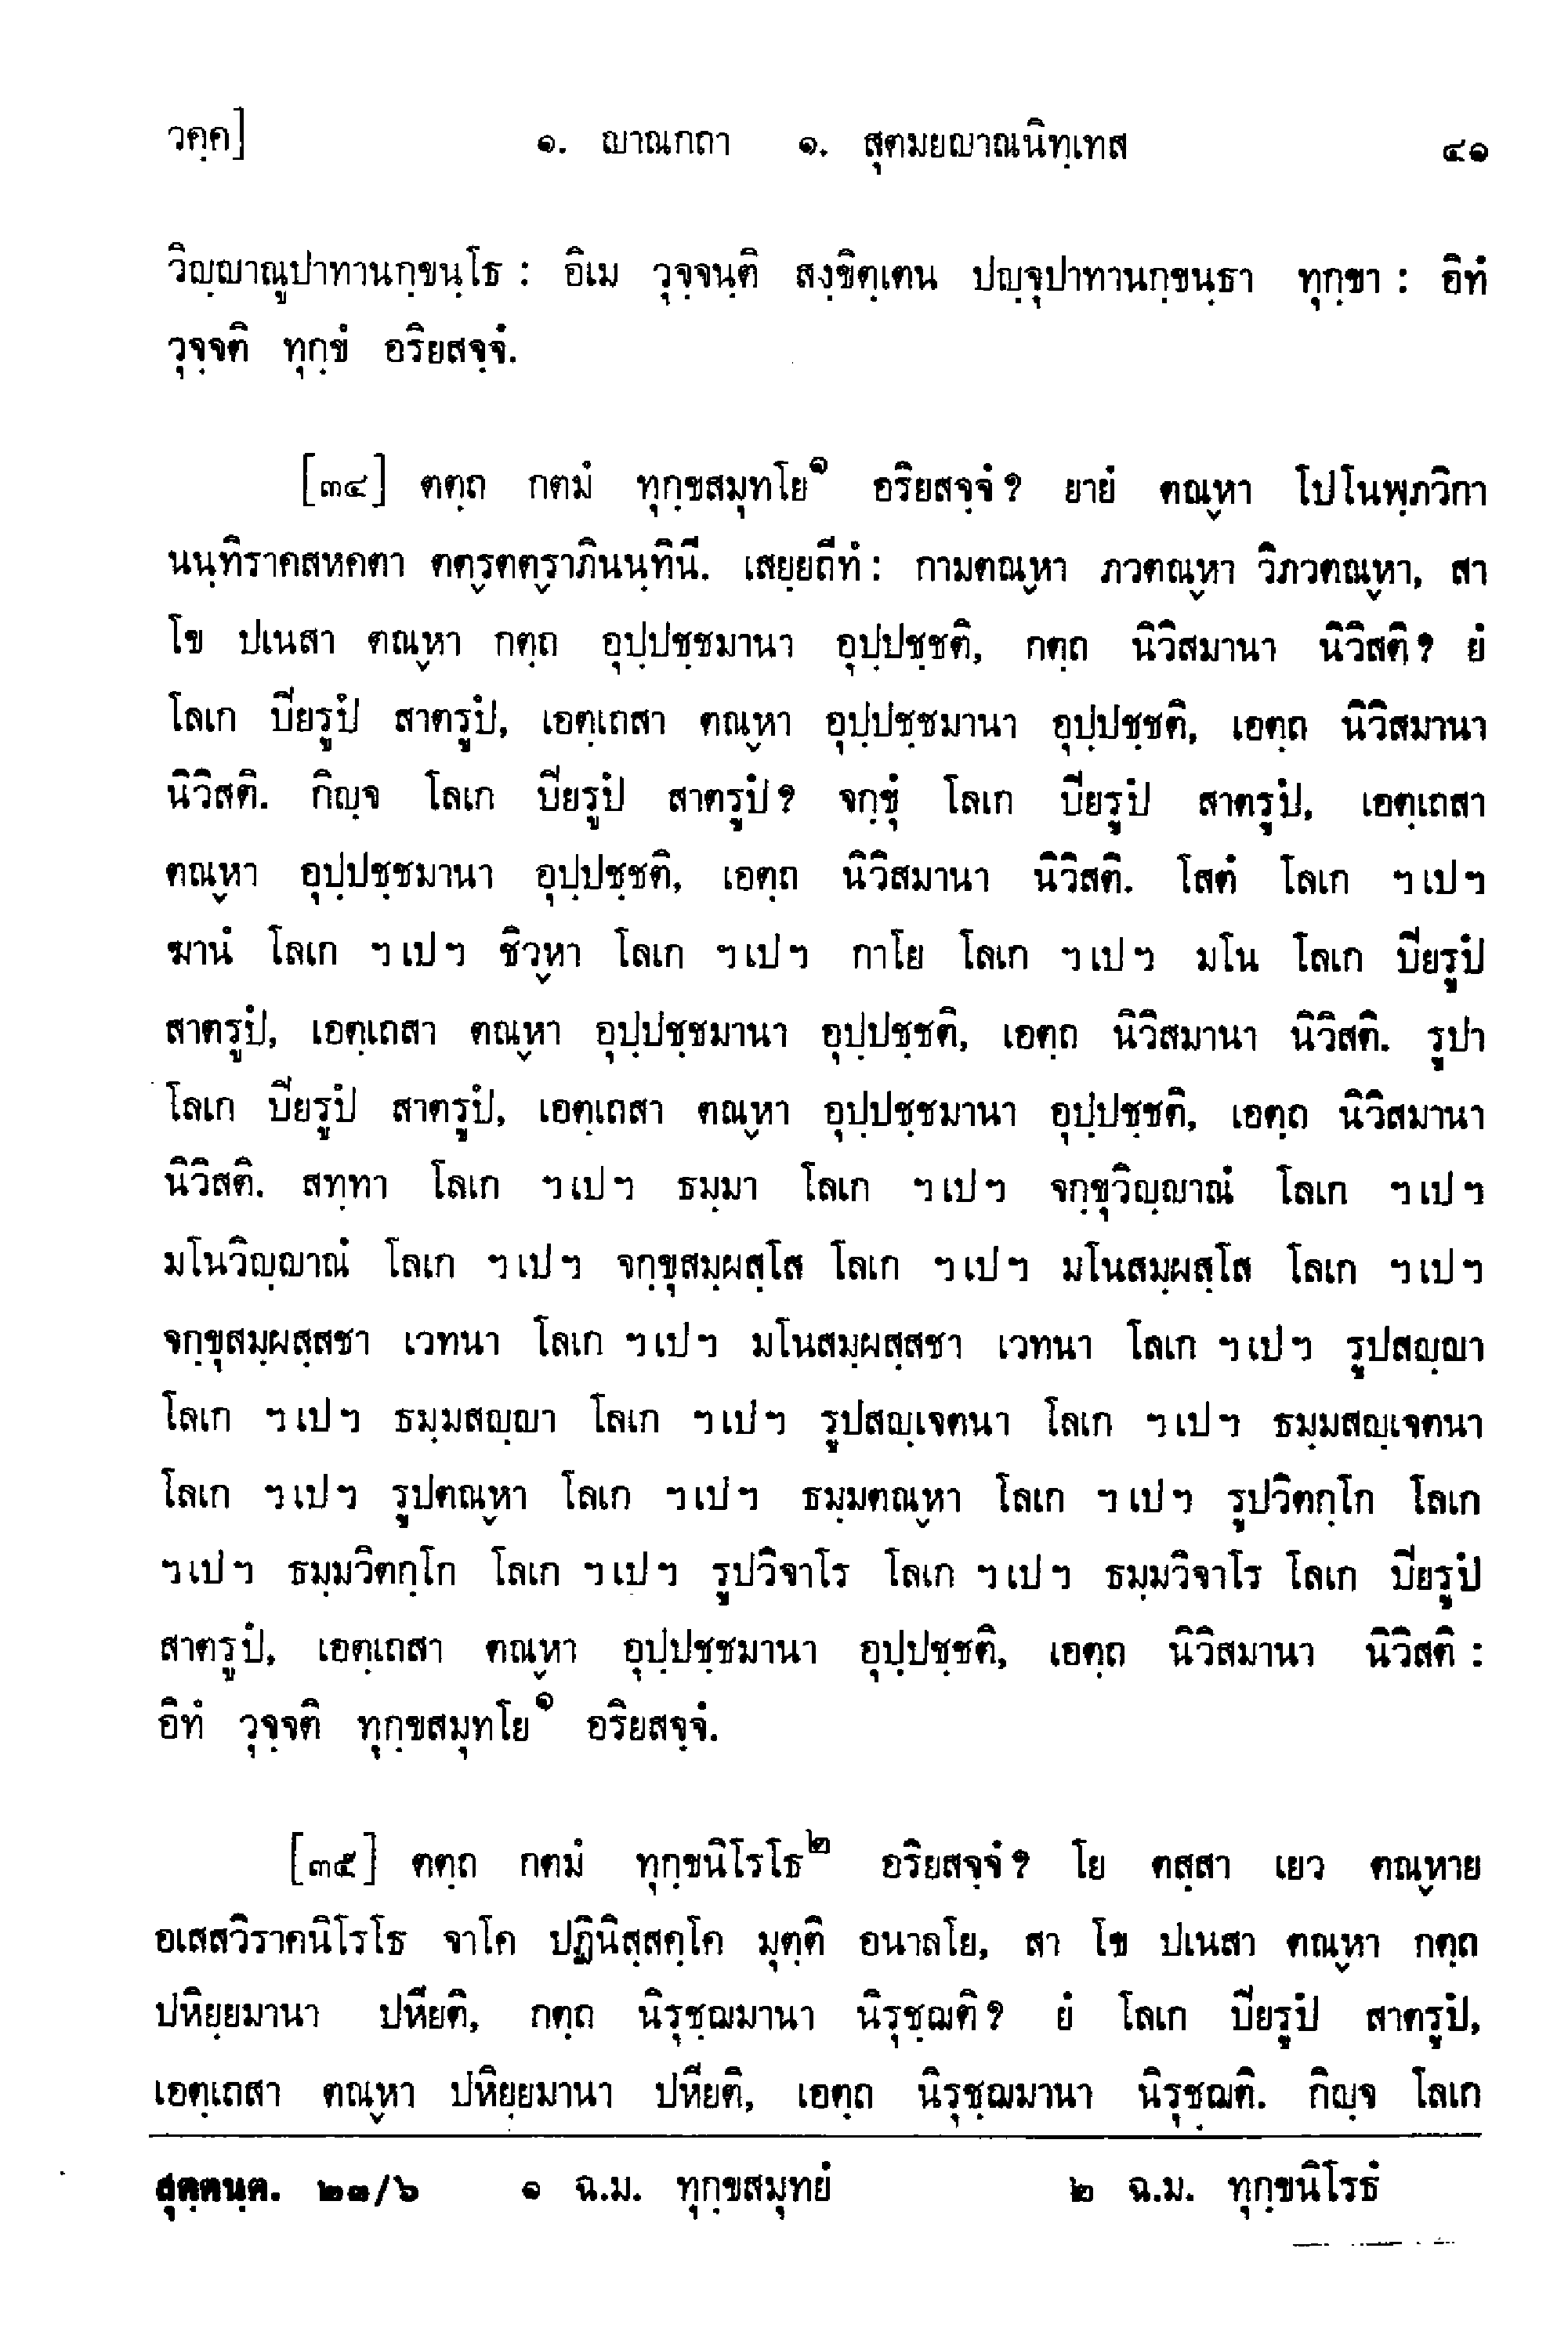 วคฺค]	๑. ญาณกถา ๑. สุตมยญาณนิทฺเทส	๔๑
วิญฺญาณูปาทานกฺขนฺโธ : อิเม วุจฺจนฺติ สงฺขิตฺเตน ปญฺจุปาทานกฺขนฺธา ทุกฺขา : อิทํ
วุจฺจติ ทุกฺขํ อริยสจฺจํ.
[๓๔] ตตฺถ กตมํ ทุกฺขสมุทโย๑ อริยสจฺจํ? ยายํ ตณฺหา โปโนพฺภวิกา
นนฺทิราคสหคตา ตตฺรตตฺราภินนฺทินี. เสยฺยถีทํ: กามตณฺหา ภวตณฺหา วิภวตณฺหา, สา
โข ปเนสา ตณฺหา กตฺถ อุปฺปชฺชมานา อุปฺปชฺชติ, กตฺถ นิวิสมานา นิวิสติ? ยํ
โลเก ปิยรูปํ สาตรูปํ, เอตฺเถสา ตณฺหา อุปฺปชฺชมานา อุปฺปชฺชติ, เอตฺถ นิวิสมานา
นิวิสติ. กิญฺจ โลเก ปิยรูปํ สาตรูปํ? จกฺขุํ โลเก ปิยรูปํ สาตรูปํ, เอตฺเถสา
ตณฺหา อุปฺปชฺชมานา อุปฺปชฺชติ, เอตฺถ นิวิสมานา นิวิสติ. โสตํ โลเก ฯ เป ฯ
ฆานํ โลเก ฯ เป ฯ ชิวฺหา โลเก ฯ เป ฯ กาโย โลเก ฯ เป ฯ มโน โลเก ปิยรูปํ
สาตรูปํ, เอตฺเถสา ตณฺหา อุปฺปชฺชมานา อุปฺปชฺชติ, เอตฺถ นิวิสมานา นิวิสติ. รูปา
โลเก ปิยรูปํ สาตรูปํ, เอตฺเถสา ตณฺหา อุปฺปชฺชมานา อุปฺปชฺชติ, เอตฺถ นิวิสมานา
นิวิสติ. สทฺทา โลเก ฯ เป ฯ ธมฺมา โลเก ฯ เป ฯ จกฺขุวิญฺญาณํ โลเก ฯ เป ฯ
มโนวิญฺญาณํ โลเก ฯ เป ฯ จกฺขุสมฺผสฺโส โลเก ฯ เป ฯ มโนสมฺผสฺโส โลเก ฯ เป ฯ
จกฺขุสมฺผสฺสชา เวทนา โลเก ฯ เป ฯ มโนสมฺผสฺสชา เวทนา โลเก ฯ เป ฯ รูปสญฺญา
โลเก ฯ เป ฯ ธมฺมสญฺญา โลเก ฯ เป ฯ รูปสญฺเจตนา โลเก ฯ เป ฯ ธมฺมสญฺเจตนา
โลเก ฯ เป ฯ รูปตณฺหา โลเก ฯ เป ฯ ธมฺมตณฺหา โลเก ฯ เป ฯ รูปวิตกฺโก โลเก
ฯ เป ฯ ธมฺมวิตกฺโก โลเก ฯ เป ฯ รูปวิจาโร โลเก ฯ เป ฯ ธมฺมวิจาโร โลเก ปิยรูปํ
สาตรูปํ, เอตฺเถสา ตณฺหา อุปฺปชฺชมานา อุปฺปชฺชติ, เอตฺถ นิวิสมานา นิวิสติ :
อิทํ วุจฺจติ ทุกฺขสมุทโย๑ อริยสจฺจํ.
[๓๕] ตตฺถ กตมํ ทุกฺขนิโรโธ๒ อริยสจฺจํ? โย ตสฺสา เยว ตณฺหาย
อเสสวิราคนิโรโธ จาโค ปฏินิสฺสคฺโค มุตฺติ อนาลโย, สา โข ปเนสา ตณฺหา กตฺถ
ปหิยฺยมานา ปหียติ, กตฺถ นิรุชฺฌมานา นิรุชฺฌติ? ยํ โลเก ปิยรูปํ สาตรูปํ,
เอตฺเถสา ตณฺหา ปหิยฺยมานา ปหียติ, เอตฺถ นิรุชฺฌมานา นิรุชฺฌติ. กิญฺจ โลเก
สุตฺตนฺต. ๒๓/๖	๑ ฉ.ม. ทุกฺขสมุทยํ	๒ ฉ.ม. ทุกฺขนิโรธํ